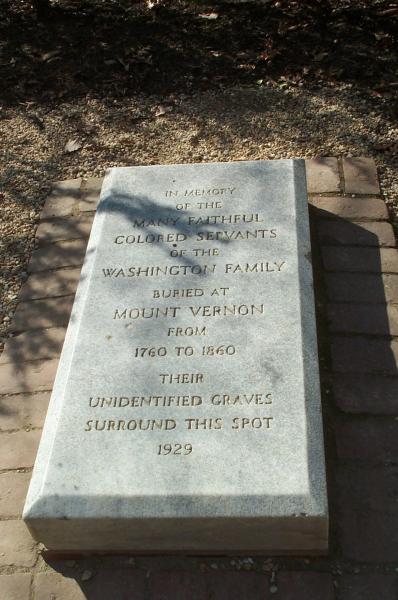 IN MEMORY
OF THE
MANY FAITHFUL
COLORED SERVANTS
OF THE
WASHINGTON FAMILY
BURIED AT
MOUNT VERNON
FROM
1760 TO 1860
THEIR
UNIDENTIFIED GRAVES
SURROUND THIS SPOT
1929